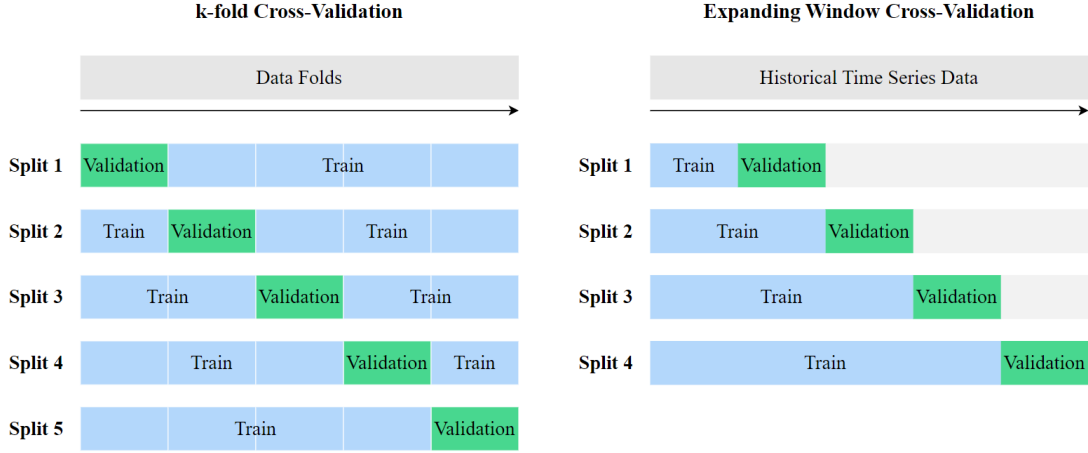 k-fold Cross-Validation
Data Folds
Split 1 Validation Train
Split 2 Train Validation Train
Split 3 Train Validation Train
Split 4 Train Validation Train
Split 5 Train Validation
Expanding Window Cross-Validation
Historical Time Series Data
Split 1 Train Validation
Split 2 Train Validation
Split 3 Train Validation
Split 4 Train Validation